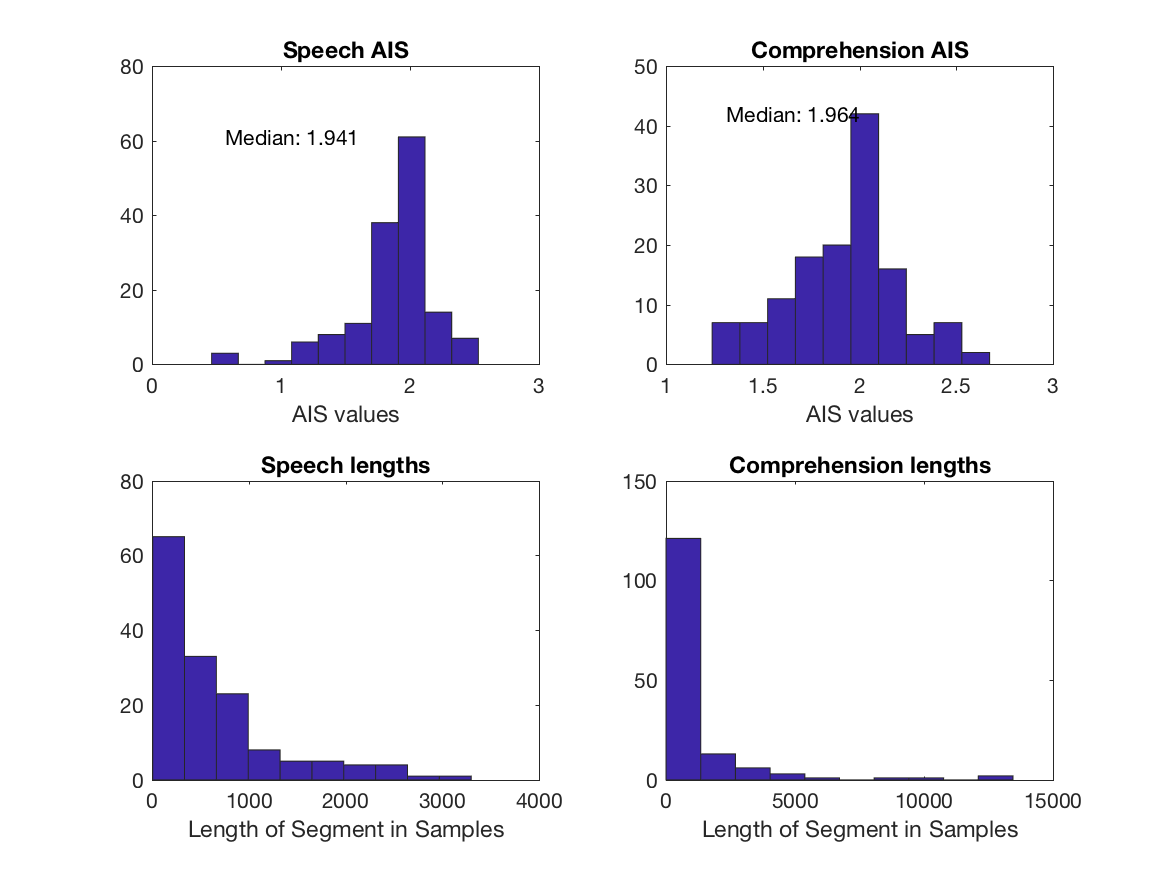 Speech AIS
80
60
40
20
0
Median: 1.941
0 1 2 3
AIS values
Comprehension AIS
50
40
30
20
10
0
Median: 1.964
1 1.5 2 2.5 3
AIS values
Speech lengths
80
60
40
20
0
0 1000 2000 3000 4000
Length of Segment in Samples
Comprehension lengths
150
100
50
0
0 5000 10000 15000
Length of Segment in Samples